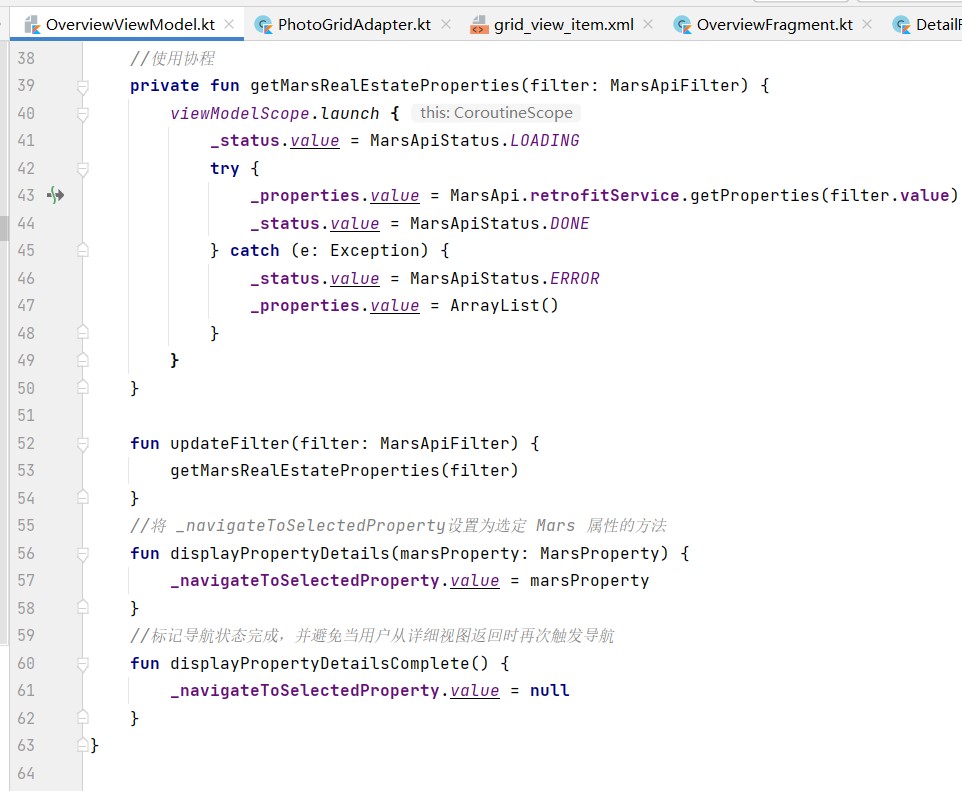 OverviewViewModel.kt PhotoGridAdapter.kt grid_view_item.xml OverviewFragment.kt
38 //使用协程
39 private fun getMarsRealEstateProperties(filter: MarsApiFilter) {
40 viewModelScope.launch { this: CoroutineScope
41 _status.value = MarsApiStatus.LOADING
42 try {
43 _properties.value = MarsApi.retrofitService.getProperties(filter.value)
44 _status.value = MarsApiStatus.DONE
45 } catch (e: Exception) {
46 _status.value = MarsApiStatus.ERROR
47 _properties.value = ArrayList()
48 }
49 }
50 }
51
52 fun updateFilter(filter: MarsApiFilter) {
53 getMarsRealEstateProperties(filter)
54 }
55 //将 _navigateToSelectedProperty设置为选定 Mars 属性的方法
56 fun displayPropertyDetails(marsProperty: MarsProperty) {
57 _navigateToSelectedProperty.value = marsProperty
58 }
59 //标记导航状态完成，并避免当用户从详细视图返回时再次触发导航
60 fun displayPropertyDetailsComplete() {
61 _navigateToSelectedProperty.value = null
62 }
63 }
64